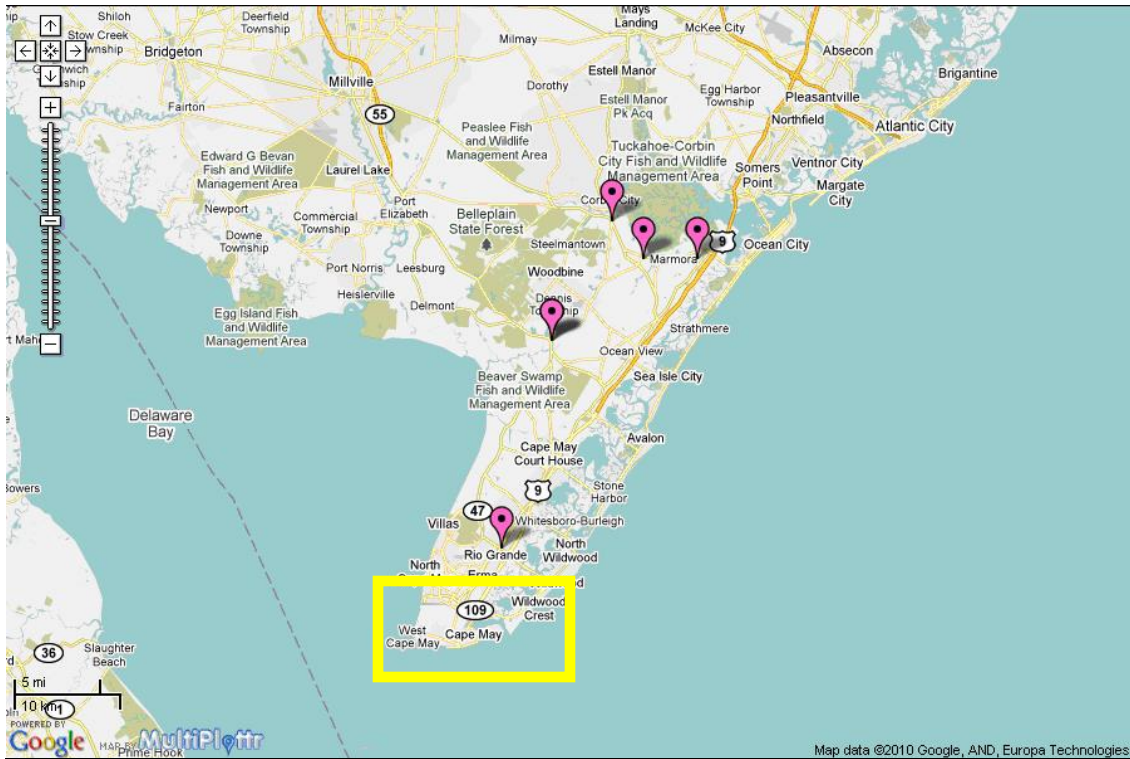 Shiloh
Deerfield
Township
Mays
Landing
McKee City
Stow Creek
Bridgeton
Milmay
Absecon
Township
Estell Manor
Brigantine
Millville
Dorothy
Egg Harbor
Township
Pleasantville
Fairton
55
Estell Manor
Pk Acq
Northfield
Atlantic City
Peaslee Fish
and Wildlife
Management Area
Tuckahoe-Corbin
City Fish and Wildlife
Management Area
Edward G Bevan
Fish and Wildlife
Management Area
Laurel Lake
Somers
Point
Ventnor City
Margate
City
Newport
Commercial
Township
Port
Elizabeth
Belleplain
State Forest
Downe
Township
Steelmantown
Marmora
9
Ocean City
Port Norris
Leesburg
Woodbine
Heislerville
Delmont
Dennis
Township
Egg Island Fish
and Wildlife
Management Area
Strathmere
Ocean View
Beaver Swamp
Fish and Wildlife
Management Area
Sea Isle City
Delaware
Bay
Avalon
Cape May
Court House
Bowers
9
Stone
Harbor
47
Villas
Whitesboro-Burleigh
Rio Grande
North
Wildwood
North
Erma
109
Wildwood
Crest
West
Cape May
Cape May
36
Slaughter
Beach
5 mi
10 km
1
POWERED BY
Google
MAP BY MultiPlottr
Prime Hook
Map data ©2010 Google, AND, Europa Technologies